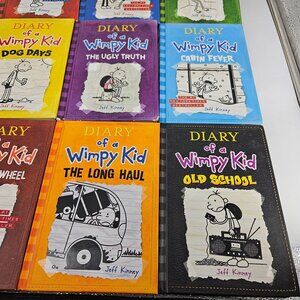 DIARY
of a
Wimpy Kid
DOG DAYS
DIARY
of a
Wimpy Kid
THE UGLY TRUTH
Jeff Kinney
DIARY
of a
Wimpy Kid
CABIN FEVER
DIARY
of a
Wimpy Kid
WHEEL
DIARY
of a
Wimpy Kid
THE LONG HAUL
Jeff Kinney
DIARY
of a
Wimpy Kid
OLD SCHOOL
Jeff Kinney